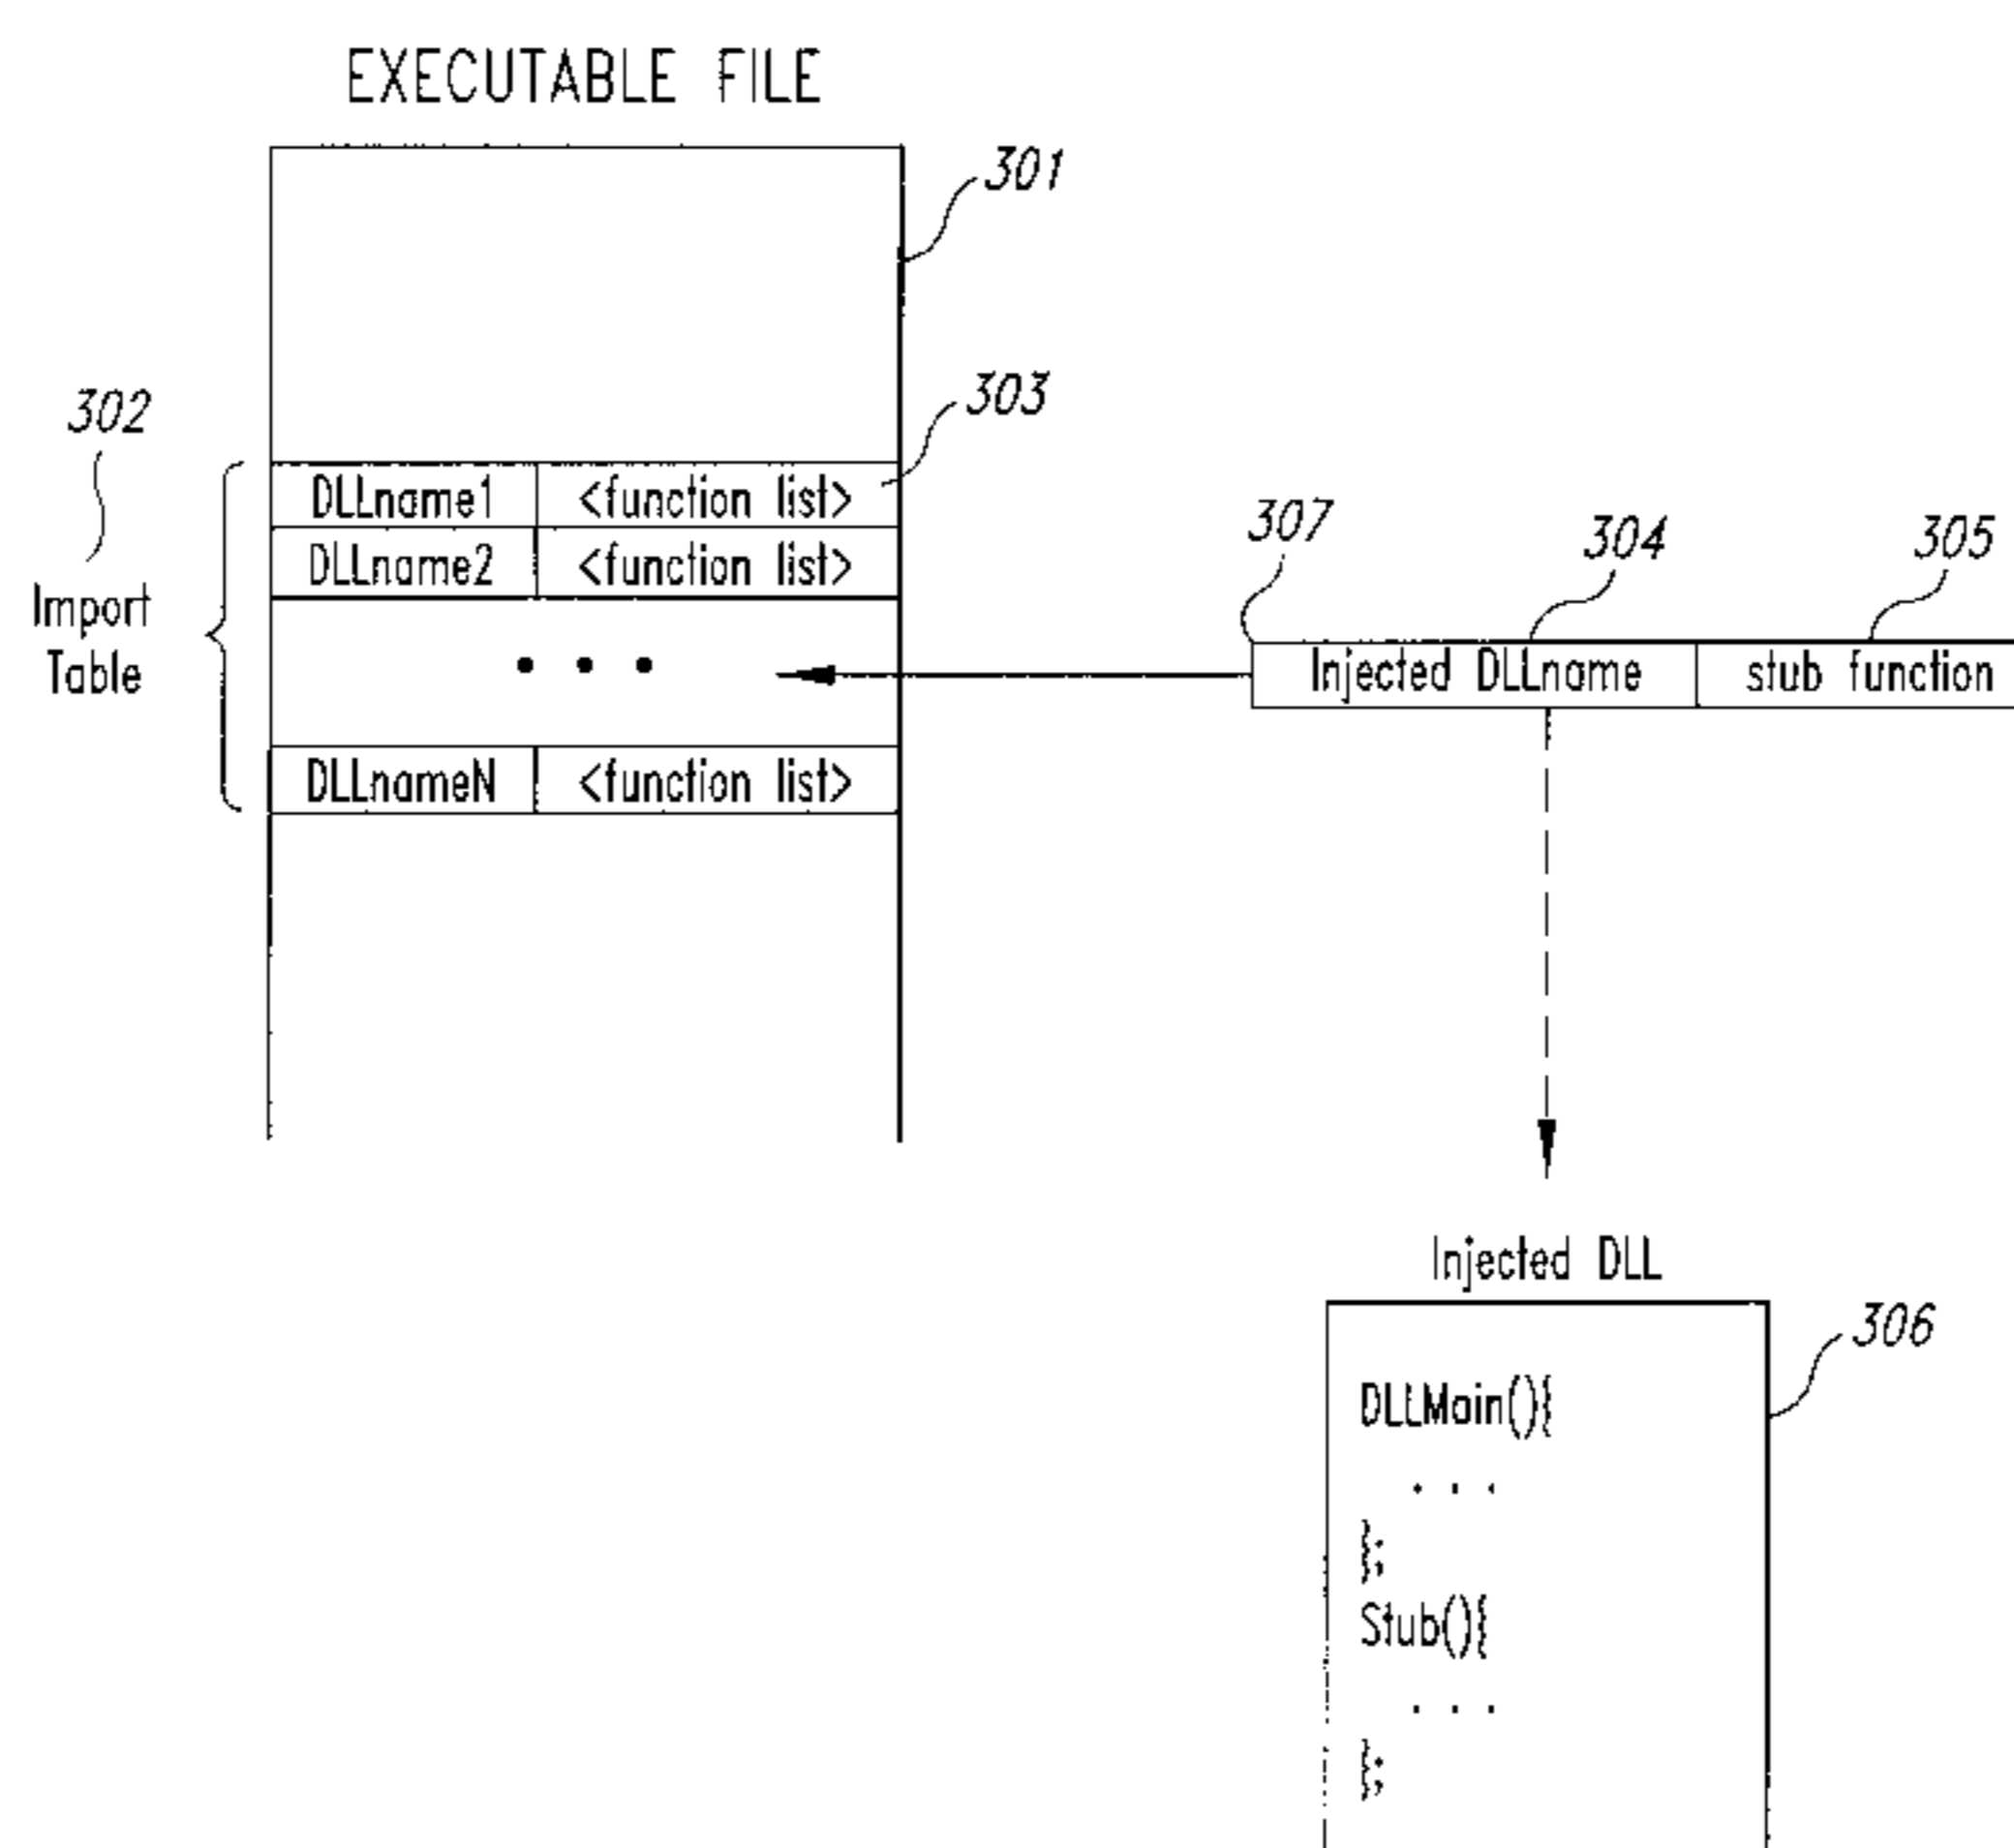 EXECUTABLE FILE
301
302
303
DLLname1 <function list>
307
304
305
DLLname2 <function list>
Import
Table
• • •
Injected DLLname stub function
DLLnameN <function list>
Injected DLL
306
DLLMain(){
. . .
};
Stub(){
. . .
};